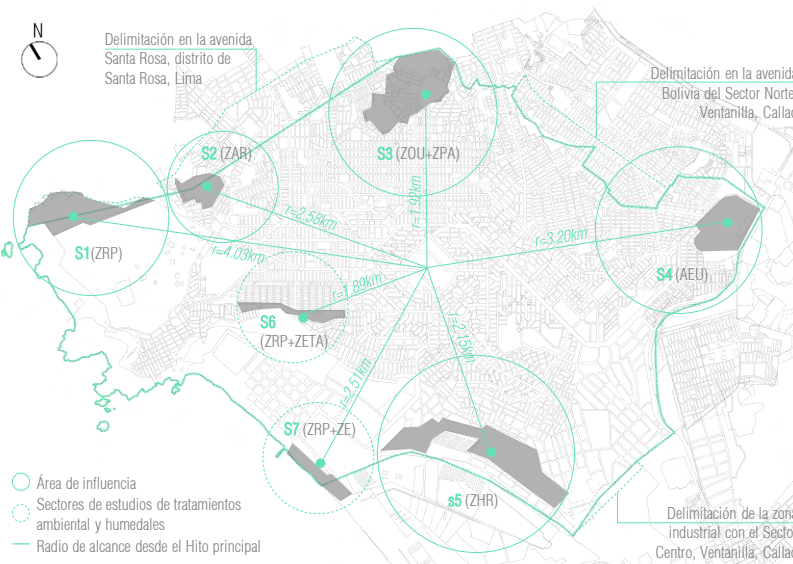 N
Delimitación en la avenida
Santa Rosa, distrito de
Santa Rosa, Lima
Delimitación en la avenida
Bolivia del Sector Norte,
Ventanilla, Callao
S2 (ZAR)
S3 (ZOU+ZPA)
S1(ZRP)
S4 (AEU)
S6
(ZRP+ZETA)
S7 (ZRP+ZE)
s5 (ZHR)
r=2.58km
r=4.03km
r=1.92km
r=3.20km
r=1.89km
r=2.15km
r=2.51km
Área de influencia
Sectores de estudios de tratamientos
ambiental y humedales
Radio de alcance desde el Hito principal
Delimitación de la zona
industrial con el Sector
Centro, Ventanilla, Callao